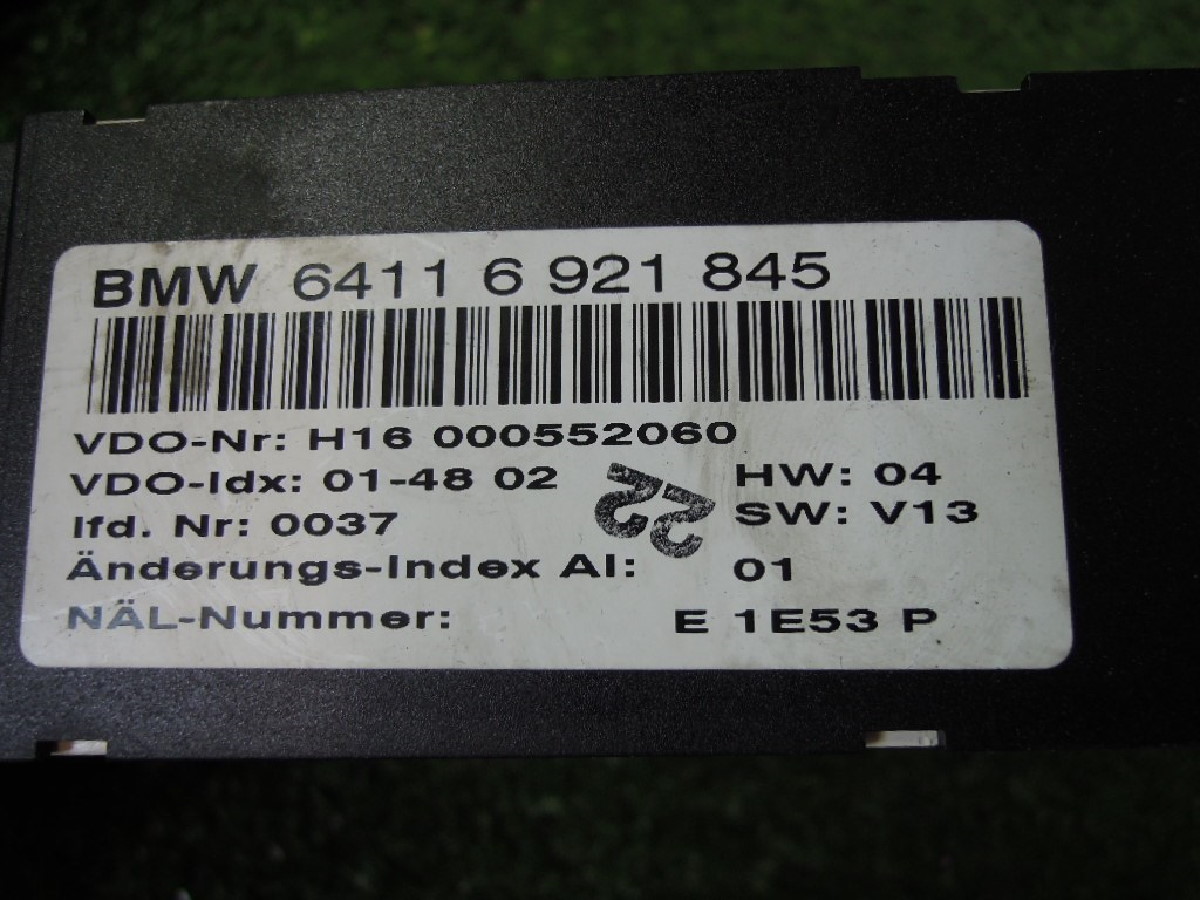 BMW 6411 6 921 845
VDO-Nr: H16 000552060
VDO-Idx: 01-48 02
HW: 04
22
lfd. Nr: 0037
SW: V13
Änderungs-Index AI: 01
NÄL-Nummer: E 1E53 P